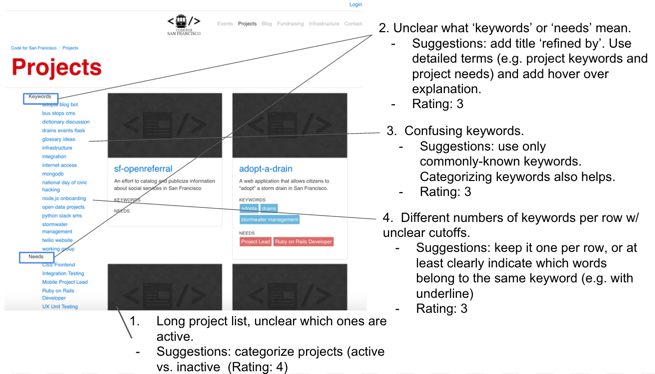 Login
CODE FOR
SAN FRANCISCO
Events Projects Blog Fundraising Infrastructure Contact
Code for San Francisco / Projects
Projects
Keywords
adopta blog bot
bus stops cms
dictionary discussion
drams events flask
glossary ideas
infrastructure
integration
internet access
mongodb
national day of civic
hacking
node.js onboarding
open data projects
python slack sms
stormwater
management
twilio website
working group
Needs
CSS Frontend
Integration Testing
Mobile Project Lead
Ruby on Rails
Developer
UX Unit Testing
sf-openreferral
An effort to catalog and publicize information
about social services in San Francisco
KEYWORDS
NEEDS
adopt-a-drain
A web application that allows citizens to
"adopt" a storm drain in San Francisco.
KEYWORDS
adopta drams
stormwater management
NEEDS
Project Lead Ruby on Rails Developer
2. Unclear what ‘keywords’ or ‘needs’ mean.
- Suggestions: add title ‘refined by’. Use
detailed terms (e.g. project keywords and
project needs) and add hover over
explanation.
- Rating: 3
3. Confusing keywords.
- Suggestions: use only
commonly-known keywords.
Categorizing keywords also helps.
- Rating: 3
4. Different numbers of keywords per row w/
unclear cutoffs.
- Suggestions: keep it one per row, or at
least clearly indicate which words
belong to the same keyword (e.g. with
underline)
- Rating: 3
1. Long project list, unclear which ones are
active.
- Suggestions: categorize projects (active
vs. inactive (Rating: 4)